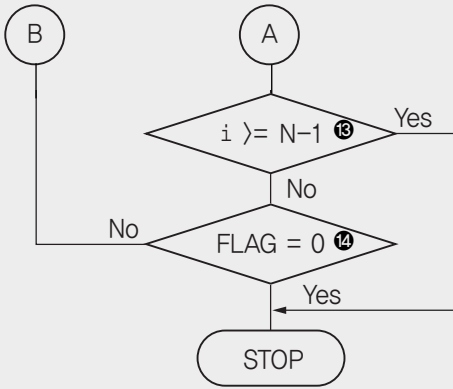 B A
i >= N-1 ⓭ Yes
No
No FLAG = 0 ⓮
Yes
STOP